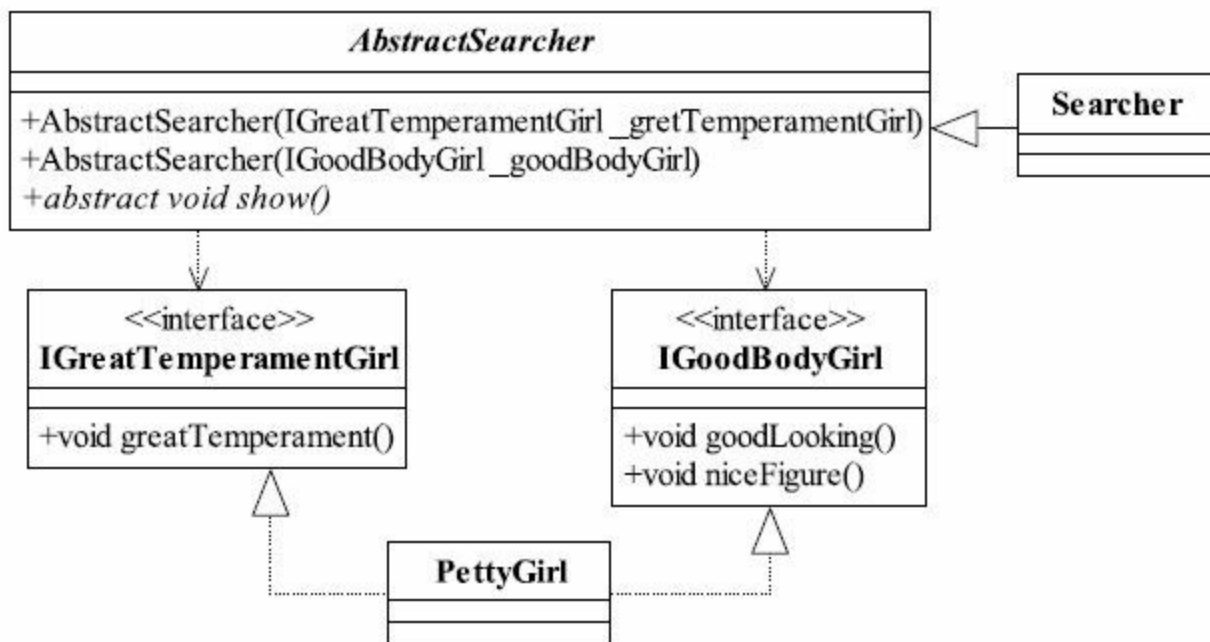 AbstractSearcher
+AbstractSearcher(IGreatTemperamentGirl _gretTemperamentGirl)
+AbstractSearcher(IGoodBodyGirl _goodBodyGirl)
+abstract void show()
Searcher
<<interface>>
IGreatTemperamentGirl
+void greatTemperament()
<<interface>>
IGoodBodyGirl
+void goodLooking()
+void niceFigure()
PettyGirl